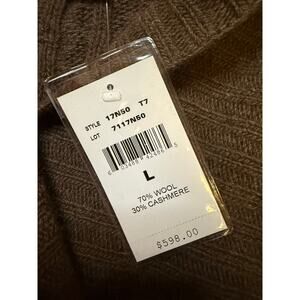 STYLE 17N50 T7
LOT 7117N50
L
70% WOOL
30% CASHMERE
$598.00